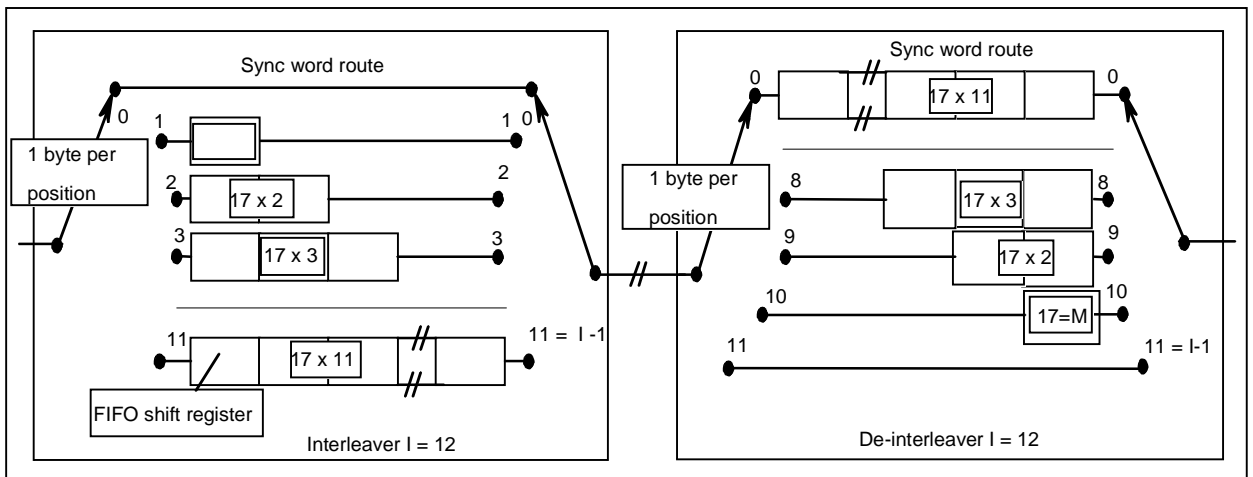 Sync word route
0
1 byte per
position
1
1
0
2
17 x 2
2
3
17 x 3
3
11
17 x 11
11 = I -1
FIFO shift register
Interleaver I = 12
Sync word route
0
17 x 11
0
1 byte per
position
8
17 x 3
8
9
17 x 2
9
10
17=M
10
11
11 = I-1
De-interleaver I = 12